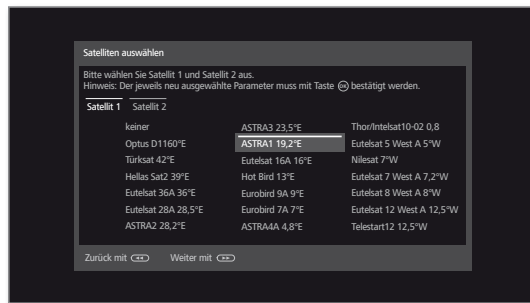 Satelliten auswählen
Bitte wählen Sie Satellit 1 und Satellit 2 aus.
Hinweis: Der jeweils neu ausgewählte Parameter muss mit Taste OK bestätigt werden.
Satellit 1 Satellit 2
keiner ASTRA3 23,5°E Thor/Intelsat10-02 0,8
Optus D1160°E ASTRA1 19,2°E Eutelsat 5 West A 5°W
Türksat 42°E Eutelsat 16A 16°E Nilesat 7°W
Hellas Sat2 39°E Hot Bird 13°E Eutelsat 7 West A 7,2°W
Eutelsat 36A 36°E Eurobird 9A 9°E Eutelsat 8 West A 8°W
Eutelsat 28A 28,5°E Eurobird 7A 7°E Eutelsat 12 West A 12,5°W
ASTRA2 28,2°E ASTRA4A 4,8°E Telestart12 12,5°W
Zurück mit Weiter mit